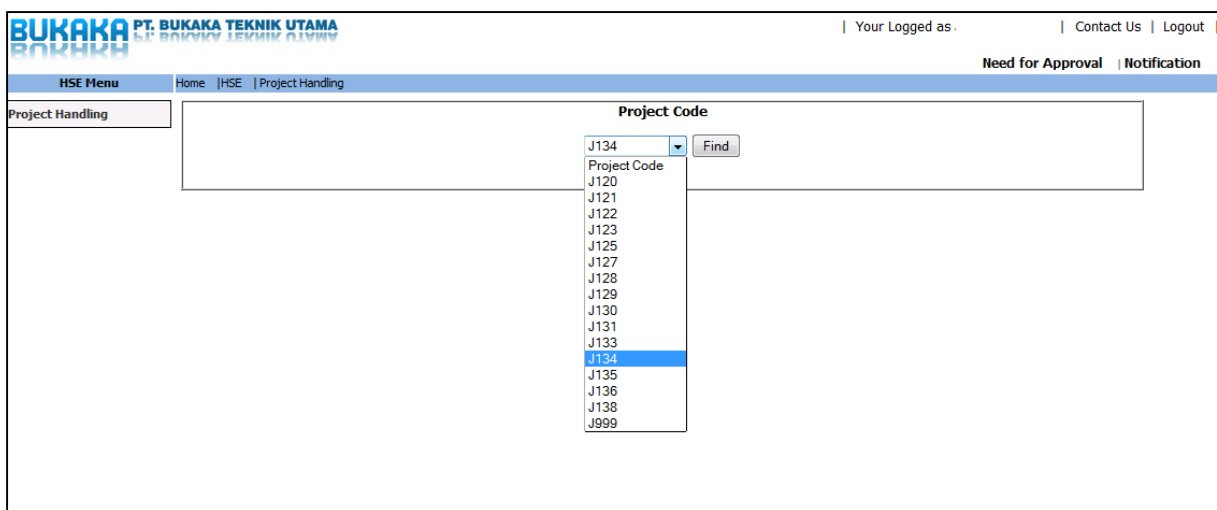 BUKAKA PT. BUKAKA TEKNIK UTAMA
| Your Logged as | Contact Us | Logout |
Need for Approval | Notification
HSE Menu Home |HSE |Project Handling
Project Handling
Project Code
J134 Find
Project Code
J120
J121
J122
J123
J125
J127
J128
J129
J130
J131
J133
J134
J135
J136
J138
J999